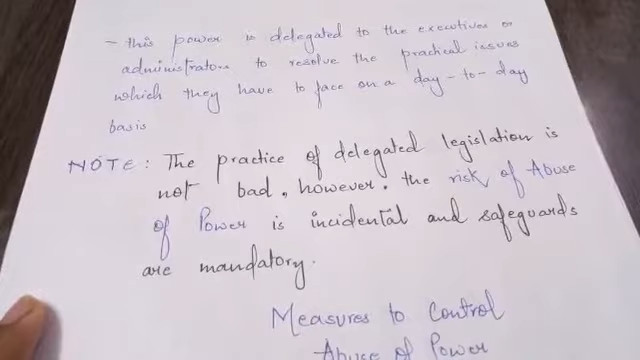 - This power is delegated to the executives or
administrators to resolve the practical issues
which they have to face on a day-to-day
basis
NOTE: The practice of delegated legislation is
not bad, however, the risk of Abuse
of Power is incidental and safeguards
are mandatory.
Measures to control
Abuse of Power